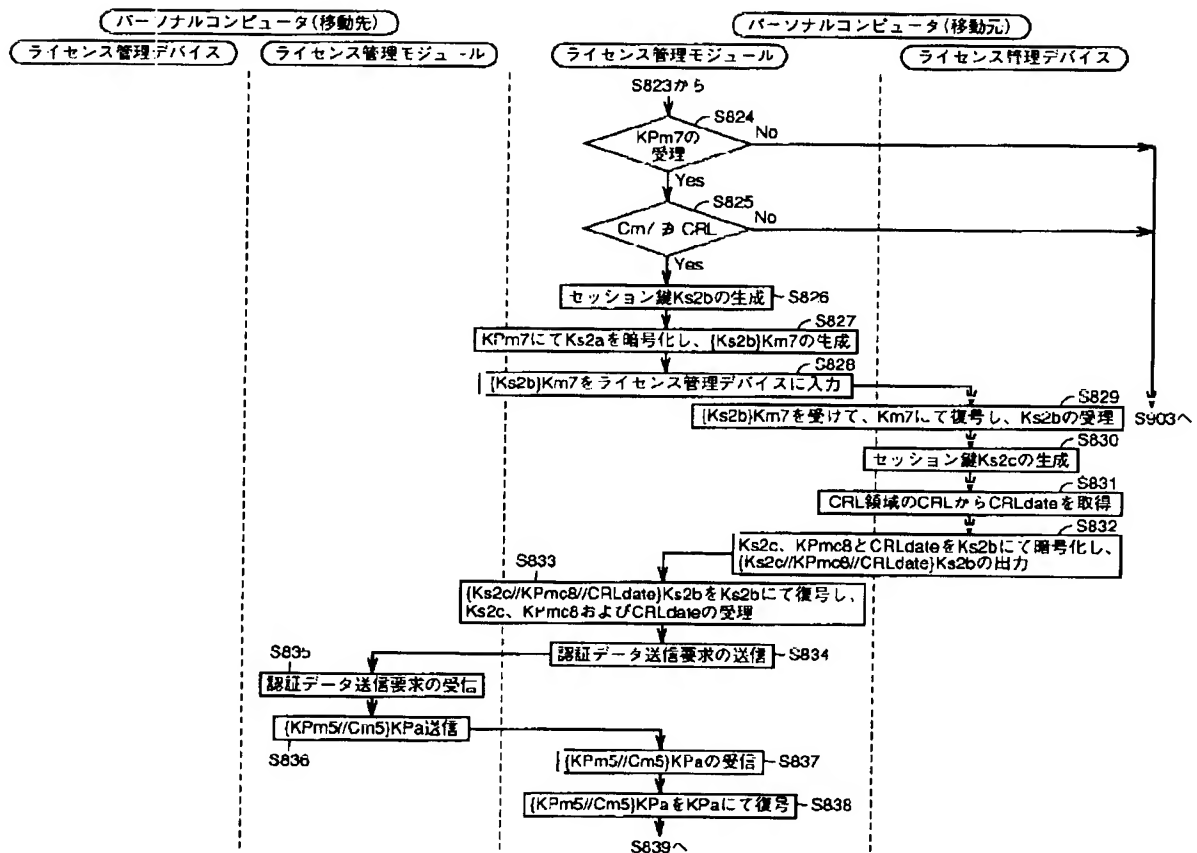 パーソナルコンピュータ(移動先)
パーソナルコンピュータ(移動元)
ライセンス管理デバイス
ライセンス管理モジュール
ライセンス管理モジュール
ライセンス管理デバイス
S823から
S824
KPm7の
受理
No
Yes
S825
Cm7 ∌ CRL
No
Yes
セッション鍵Ks2bの生成
S826
S827
KPm7にてKs2aを暗号化し、{Ks2b}Km7の生成
S828
{Ks2b}Km7をライセンス管理デバイスに入力
S829
{Ks2b}Km7を受けて、Km7にて復号し、Ks2bの受理
S903へ
S830
セッション鍵Ks2cの生成
S831
CRL領域のCRLからCRLdateを取得
S832
Ks2c、KPmc8とCRLdateをKs2bにて暗号化し、
{Ks2c//KPmc8//CRLdate}Ks2bの出力
S833
{Ks2c//KPmc8//CRLdate}Ks2bをKs2bにて復号し、
Ks2c、KPmc8およびCRLdateの受理
認証データ送信要求の送信
S834
S835
認証データ送信要求の受信
{KPm5//Cm5}KPa送信
S836
{KPm5//Cm5}KPaの受信
S837
{KPm5//Cm5}KPaをKPaにて復号
S838
S839へ